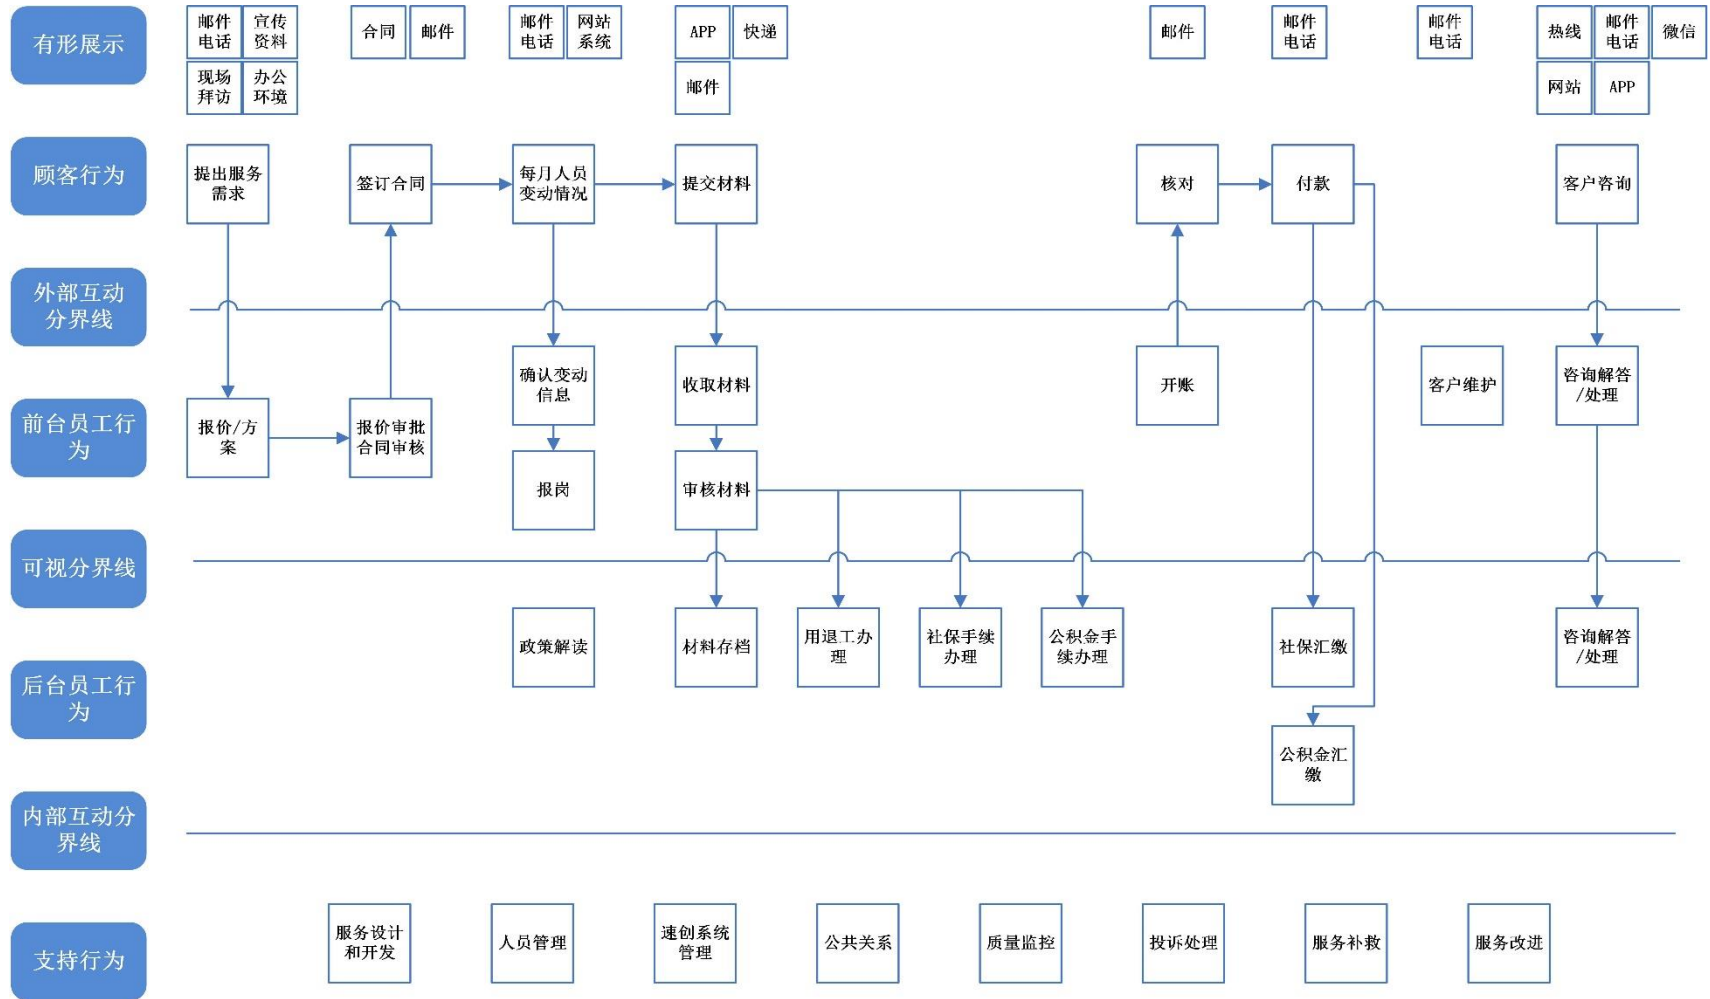 有形展示
邮件
电话
宣传
资料
合同
邮件
邮件
电话
网站
系统
APP
快递
邮件
邮件
电话
邮件
电话
热线
邮件
电话
微信
现场
拜访
办公
环境
邮件
网站
APP
顾客行为
提出服务
需求
签订合同
每月人员
变动情况
提交材料
核对
付款
客户咨询
外部互动
分界线
前台员工行
为
报价/方
案
报价审批
合同审核
确认变动
信息
收取材料
开账
客户维护
咨询解答
/处理
报岗
审核材料
可视分界线
后台员工行
为
政策解读
材料存档
用退工办
理
社保手续
办理
公积金手
续办理
社保汇缴
咨询解答
/处理
公积金汇
缴
内部互动分
界线
支持行为
服务设计
和开发
人员管理
速创系统
管理
公共关系
质量监控
投诉处理
服务补救
服务改进